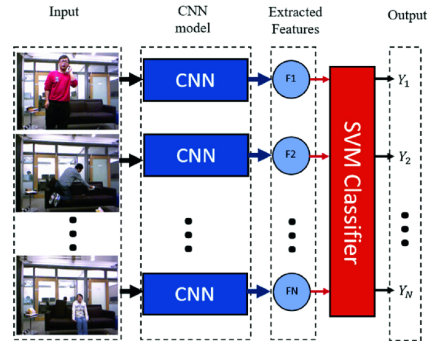 Input
CNN
model
Extracted
Features
Output
CNN
F1
Y1
CNN
F2
Y2
SVM Classifier
CNN
FN
YN